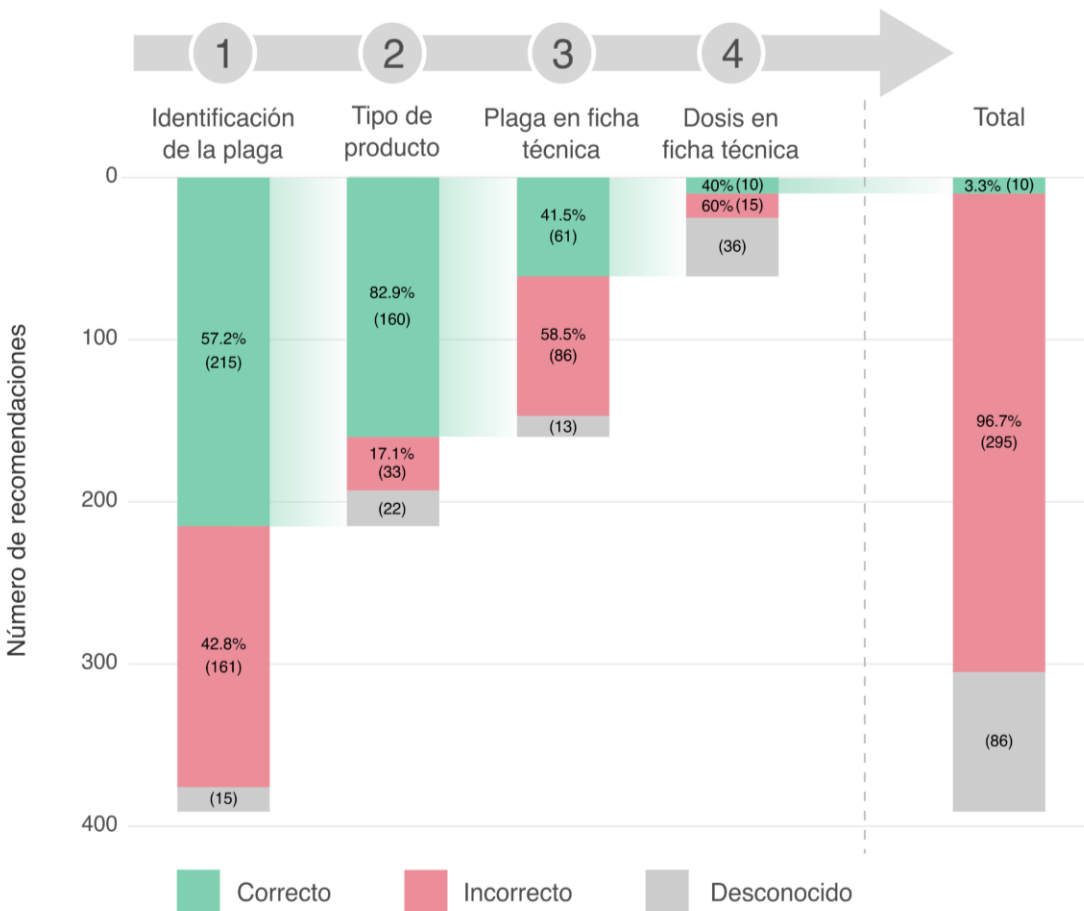 1
2
3
4
Identificación
de la plaga
Tipo de
producto
Plaga en ficha
técnica
Dosis en
ficha técnica
Total
Número de recomendaciones
0
100
200
300
400
57.2%
(215)
42.8%
(161)
(15)
82.9%
(160)
17.1%
(33)
(22)
41.5%
(61)
58.5%
(86)
(13)
40% (10)
60% (15)
(36)
3.3% (10)
96.7%
(295)
(86)
Correcto
Incorrecto
Desconocido